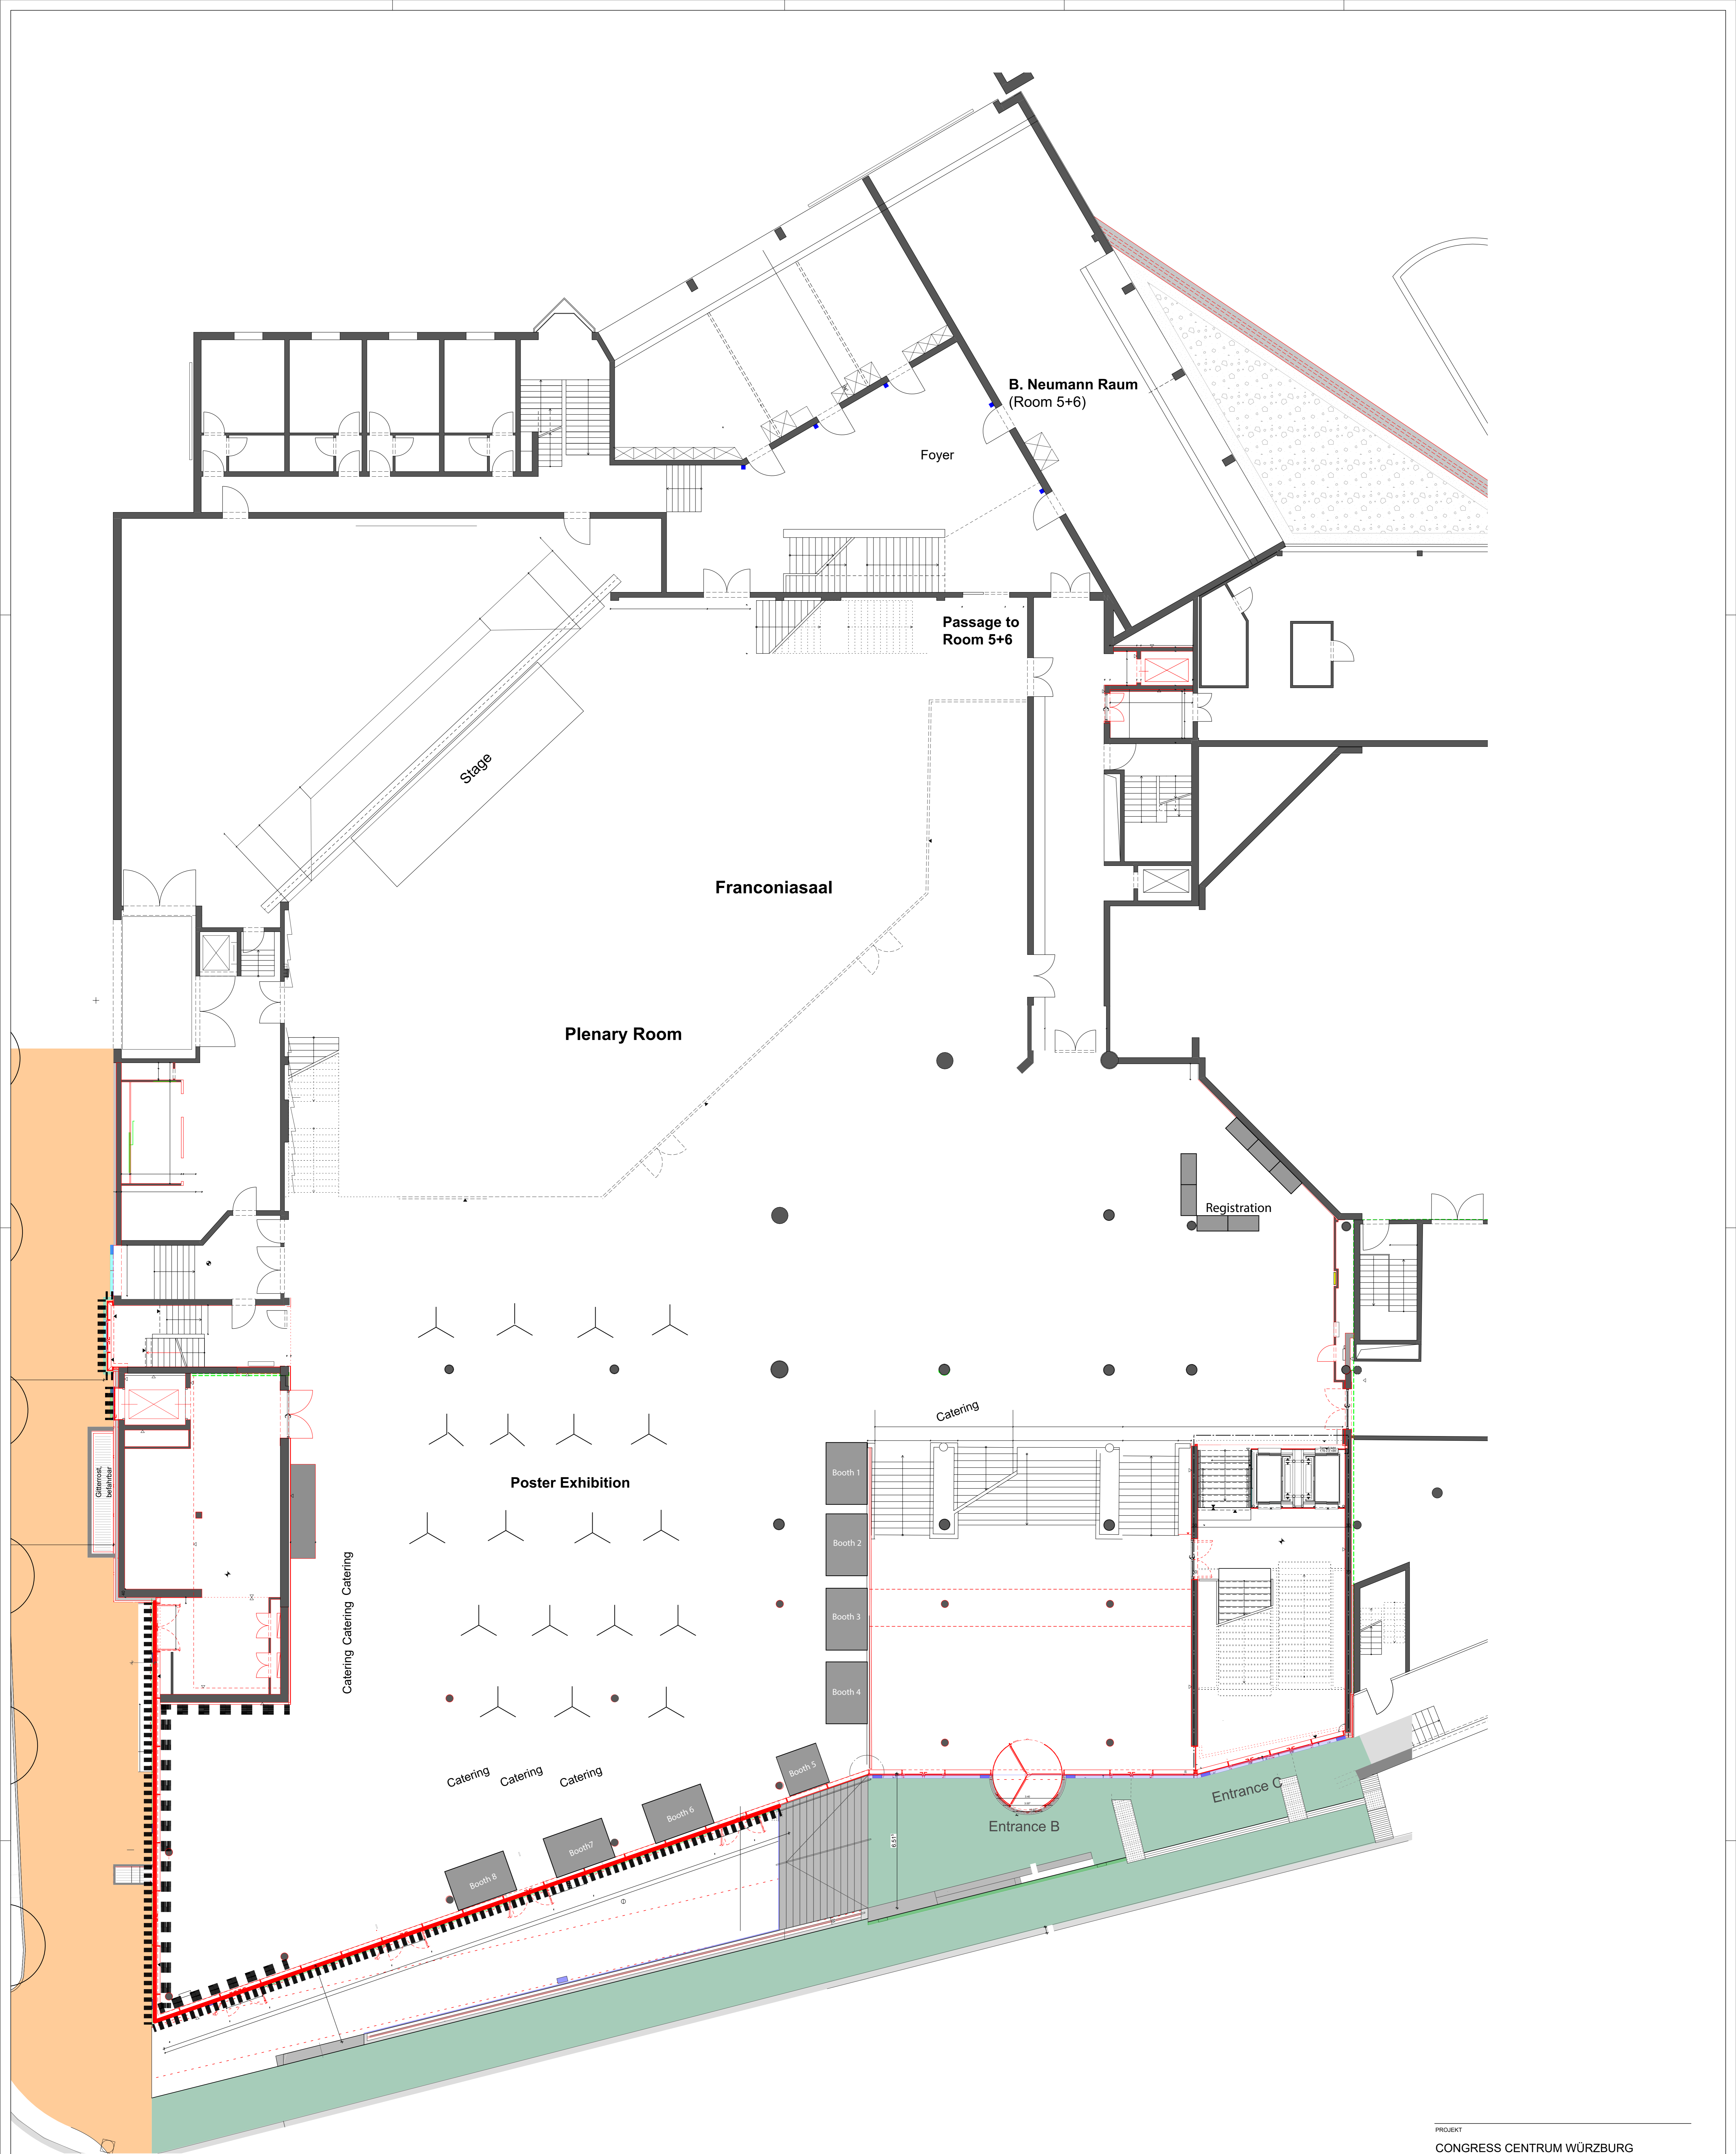 B. Neumann Raum
(Room 5+6)
Foyer
Passage to
Room 5+6
Stage
Franconiasaal
Plenary Room
Registration
Catering
Gitterrost,
befahrbar
Poster Exhibition
Booth 1
Booth 2
Booth 3
Booth 4
Catering Catering Catering
Catering
Catering
Catering
Booth 5
Booth 6
Booth7
Booth 8
Entrance B
Entrance C
PROJEKT
CONGRESS CENTRUM WÜRZBURG